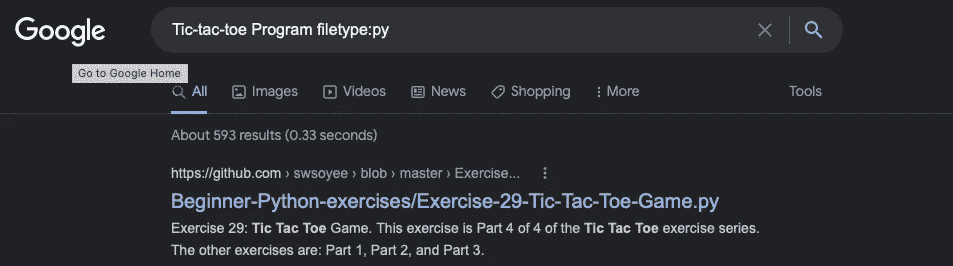 Google
Tic-tac-toe Program filetype:py
Go to Google Home
All Images Videos News Shopping More Tools
About 593 results (0.33 seconds)
https://github.com › swsoyee › blob › master › Exercise...
Beginner-Python-exercises/Exercise-29-Tic-Tac-Toe-Game.py
Exercise 29: Tic Tac Toe Game. This exercise is Part 4 of 4 of the Tic Tac Toe exercise series.
The other exercises are: Part 1, Part 2, and Part 3.